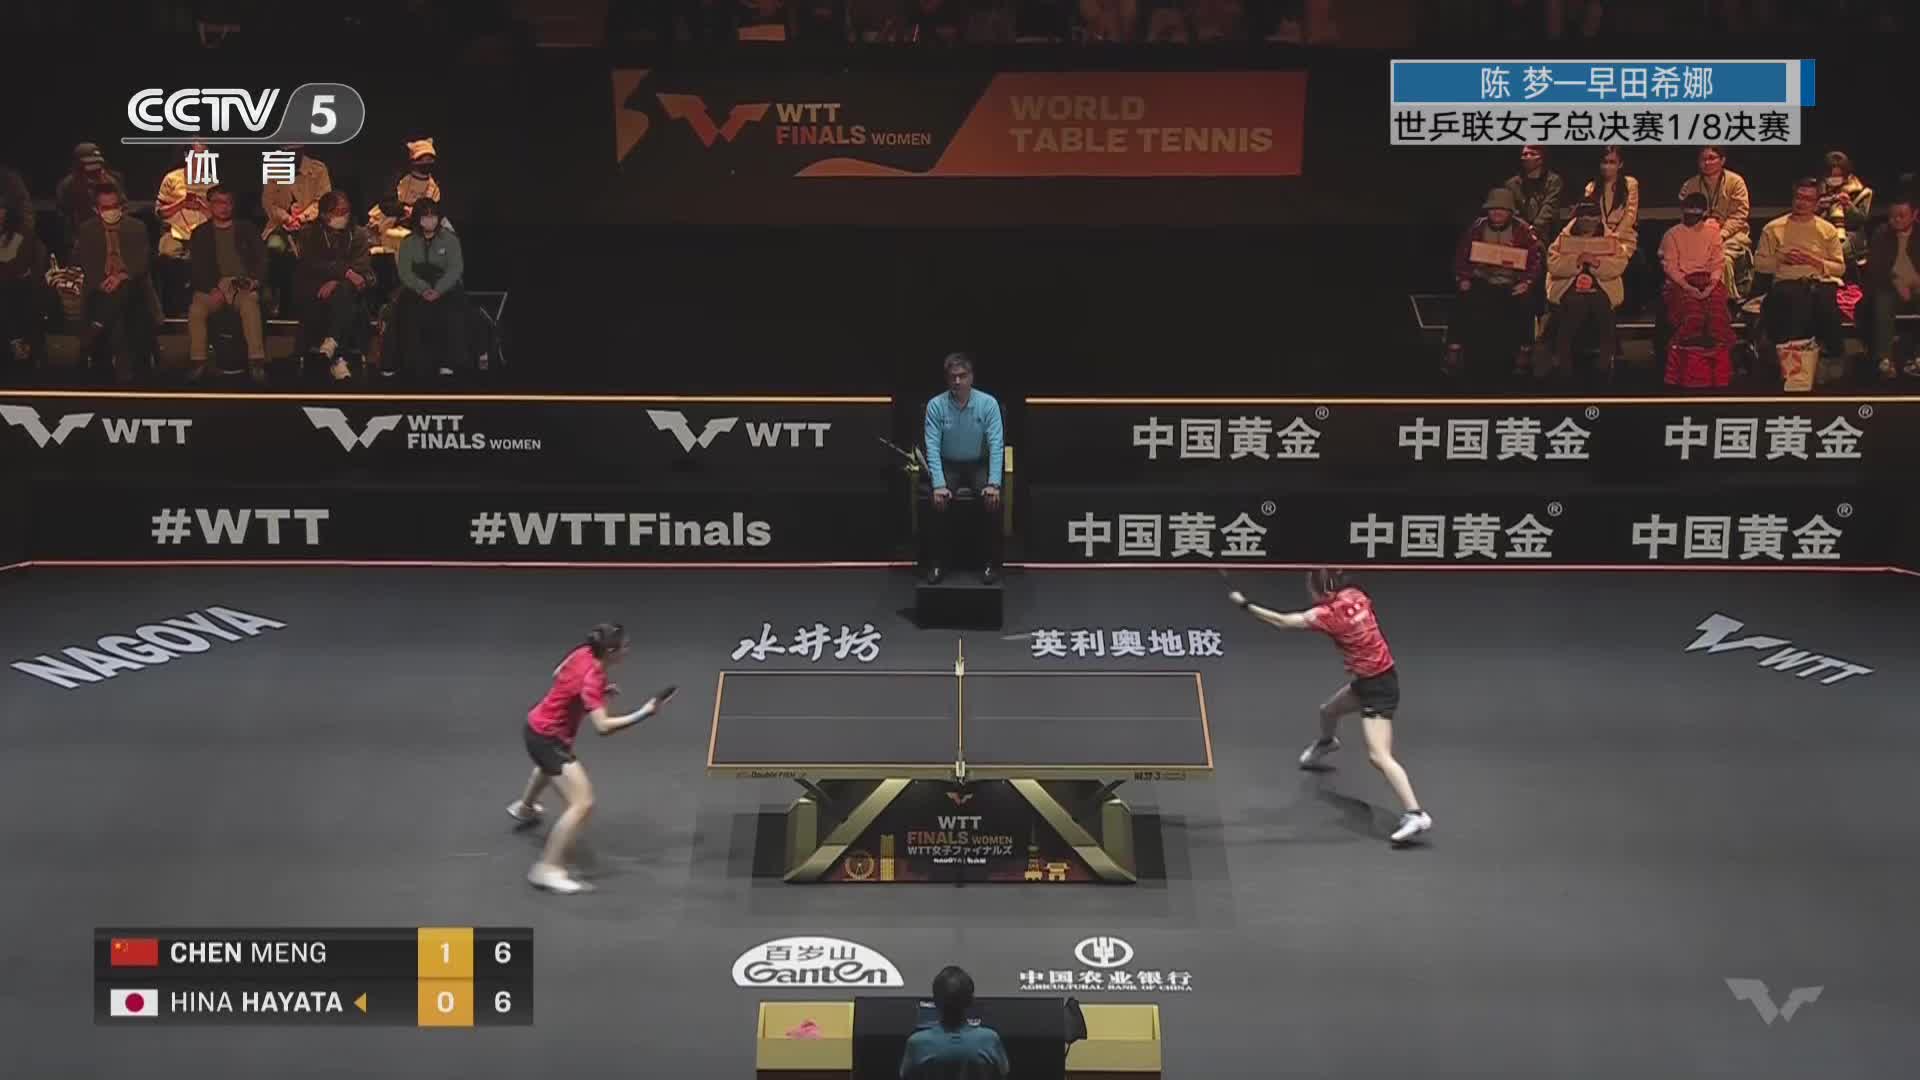 CCTV 5
体 育
陈 梦—早田希娜
世乒联女子总决赛1/8决赛
WTT
FINALS WOMEN
WORLD
TABLE TENNIS
WTT
WTT
FINALS WOMEN
WTT
中国黄金®
中国黄金®
中国黄金®
#WTT
#WTTFinals
中国黄金®
中国黄金®
中国黄金®
NAGOYA
水井坊
英利奥地胶
WTT
WTT
FINALS WOMEN
WTT女子ファイナルズ
百岁山
Ganten
中国农业银行
AGRICULTURAL BANK OF CHINA
CHEN MENG 1 6
HINA HAYATA 0 6